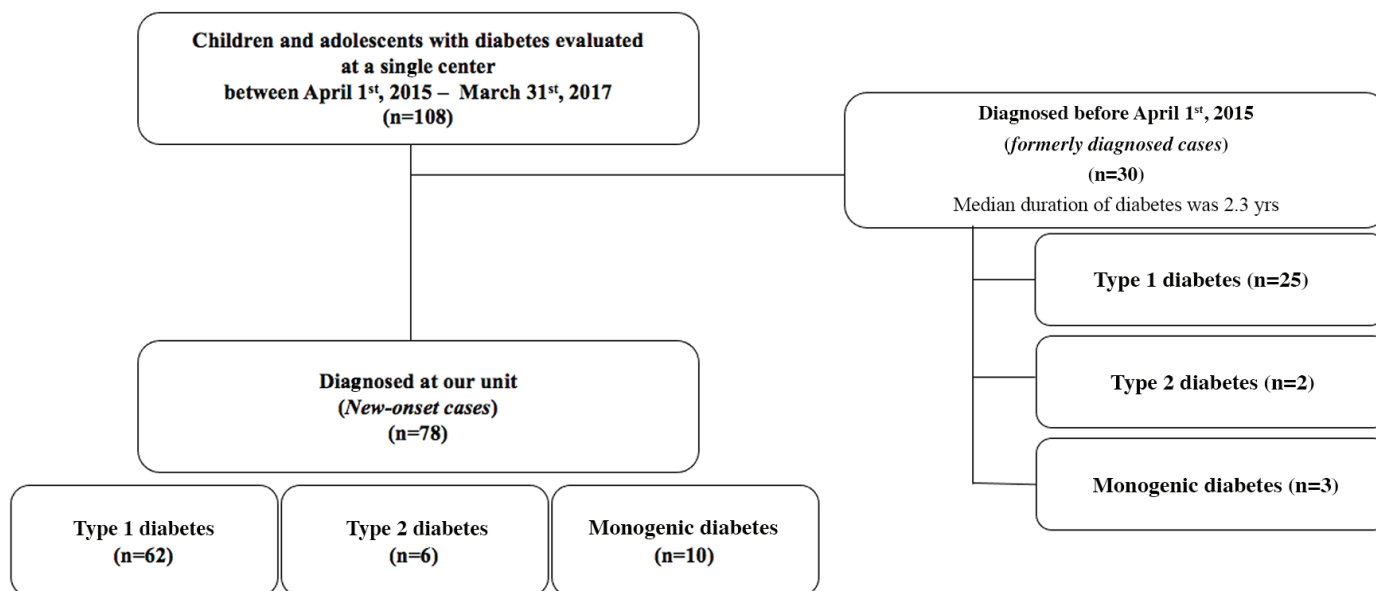 Children and adolescents with diabetes evaluated
at a single center
between April 1st, 2015 – March 31st, 2017
(n=108)
Diagnosed before April 1st, 2015
(formerly diagnosed cases)
(n=30)
Median duration of diabetes was 2.3 yrs
Type 1 diabetes (n=25)
Type 2 diabetes (n=2)
Monogenic diabetes (n=3)
Diagnosed at our unit
(New-onset cases)
(n=78)
Type 1 diabetes
(n=62)
Type 2 diabetes
(n=6)
Monogenic diabetes
(n=10)